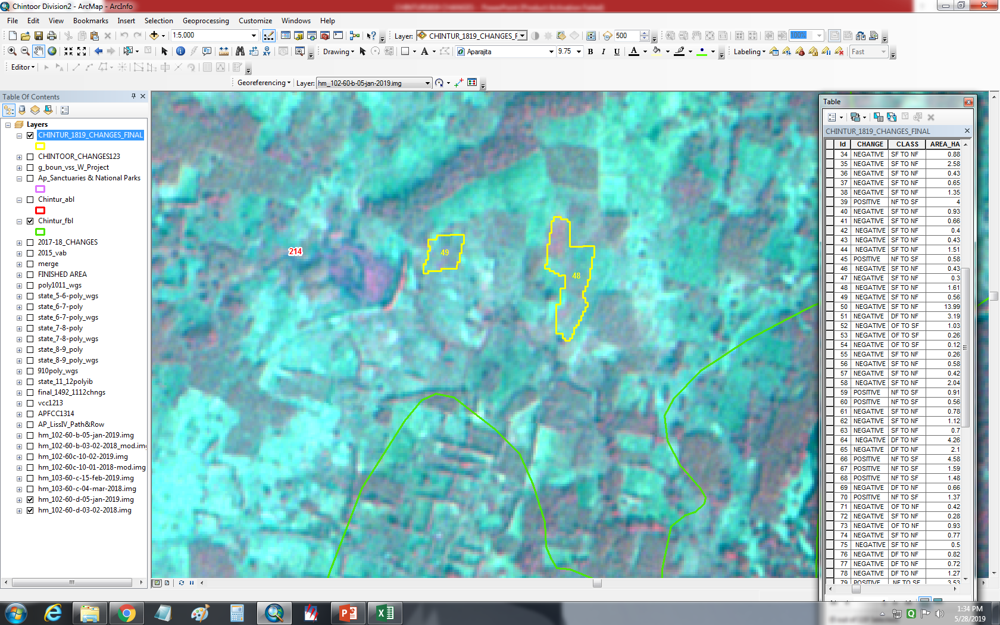 Chintoor Division2 - ArcMap - ArcInfo
File Edit View Bookmarks Insert Selection Geoprocessing Customize Windows Help
1:5,000
Layer: CHINTUR_1819_CHANGES_F
500
100%
Drawing
A
Aparajita
9.75
B I U A
Labeling
Fast
Editor
Georeferencing Layer: hm_102-60-b-05-jan-2019.img
Table Of Contents
Layers
CHINTUR_1819_CHANGES_FINAL
CHINTOOR_CHANGES123
g_boun_vss_W_Project
Ap_Sanctuaries & National Parks
Chintur_abl
Chintur_fbl
2017-18_CHANGES
2015_vab
merge
FINISHED AREA
poly1011_wgs
state_5-6-poly_wgs
state_6-7-poly
state_6-7-poly_wgs
state_7-8-poly
state_7-8-poly_wgs
state_8-9_poly
state_8-9_poly_wgs
910poly_wgs
state_11_12polyib
final_1492_1112chngs
vcc1213
APFCC1314
AP_LissIV_Path&Row
hm_102-60-b-05-jan-2019.img
hm_102-60-b-03-02-2018_mod.img
hm_102-60c-10-02-2019.img
hm_102-60c-10-01-2018-mod.img
hm_103-60-c-15-feb-2019.img
hm_103-60-c-04-mar-2018.img
hm_102-60-d-05-jan-2019.img
hm_102-60-d-03-02-2018.img
214
49
48
Table
CHINTUR_1819_CHANGES_FINAL
Id CHANGE CLASS AREA_HA
34 NEGATIVE SF TO NF 0.88
35 NEGATIVE SF TO NF 2.58
36 NEGATIVE SF TO NF 0.43
37 NEGATIVE SF TO NF 0.65
38 NEGATIVE SF TO NF 1.35
39 POSITIVE NF TO SF 4
40 NEGATIVE SF TO NF 0.93
41 NEGATIVE SF TO NF 0.66
42 NEGATIVE SF TO NF 0.4
43 NEGATIVE SF TO NF 0.43
44 NEGATIVE SF TO NF 1.51
45 POSITIVE NF TO SF 0.58
46 NEGATIVE SF TO NF 0.43
47 NEGATIVE SF TO NF 0.3
48 NEGATIVE SF TO NF 1.61
49 NEGATIVE SF TO NF 0.56
50 NEGATIVE SF TO NF 13.99
51 NEGATIVE DF TO NF 3.19
52 NEGATIVE OF TO SF 1.03
53 NEGATIVE OF TO SF 0.26
54 NEGATIVE OF TO SF 0.12
55 NEGATIVE SF TO NF 0.26
56 NEGATIVE SF TO NF 0.58
57 NEGATIVE SF TO NF 0.42
58 NEGATIVE SF TO NF 2.04
59 POSITIVE NF TO SF 0.91
60 POSITIVE NF TO SF 0.56
61 NEGATIVE SF TO NF 0.78
62 NEGATIVE SF TO NF 1.12
63 NEGATIVE SF TO NF 0.7
64 NEGATIVE DF TO NF 4.26
65 NEGATIVE DF TO NF 2.1
66 POSITIVE NF TO SF 4.58
67 POSITIVE NF TO SF 1.59
68 POSITIVE NF TO SF 1.48
69 NEGATIVE DF TO NF 0.66
70 POSITIVE NF TO SF 1.37
71 NEGATIVE OF TO NF 0.42
72 NEGATIVE SF TO NF 0.28
73 NEGATIVE OF TO NF 0.93
74 NEGATIVE SF TO NF 0.77
75 NEGATIVE SF TO NF 0.5
76 NEGATIVE DF TO NF 0.82
77 NEGATIVE DF TO NF 0.72
78 NEGATIVE DF TO NF 1.27
79 POSITIVE NF TO SF 3.53
1:34 PM
5/28/2019